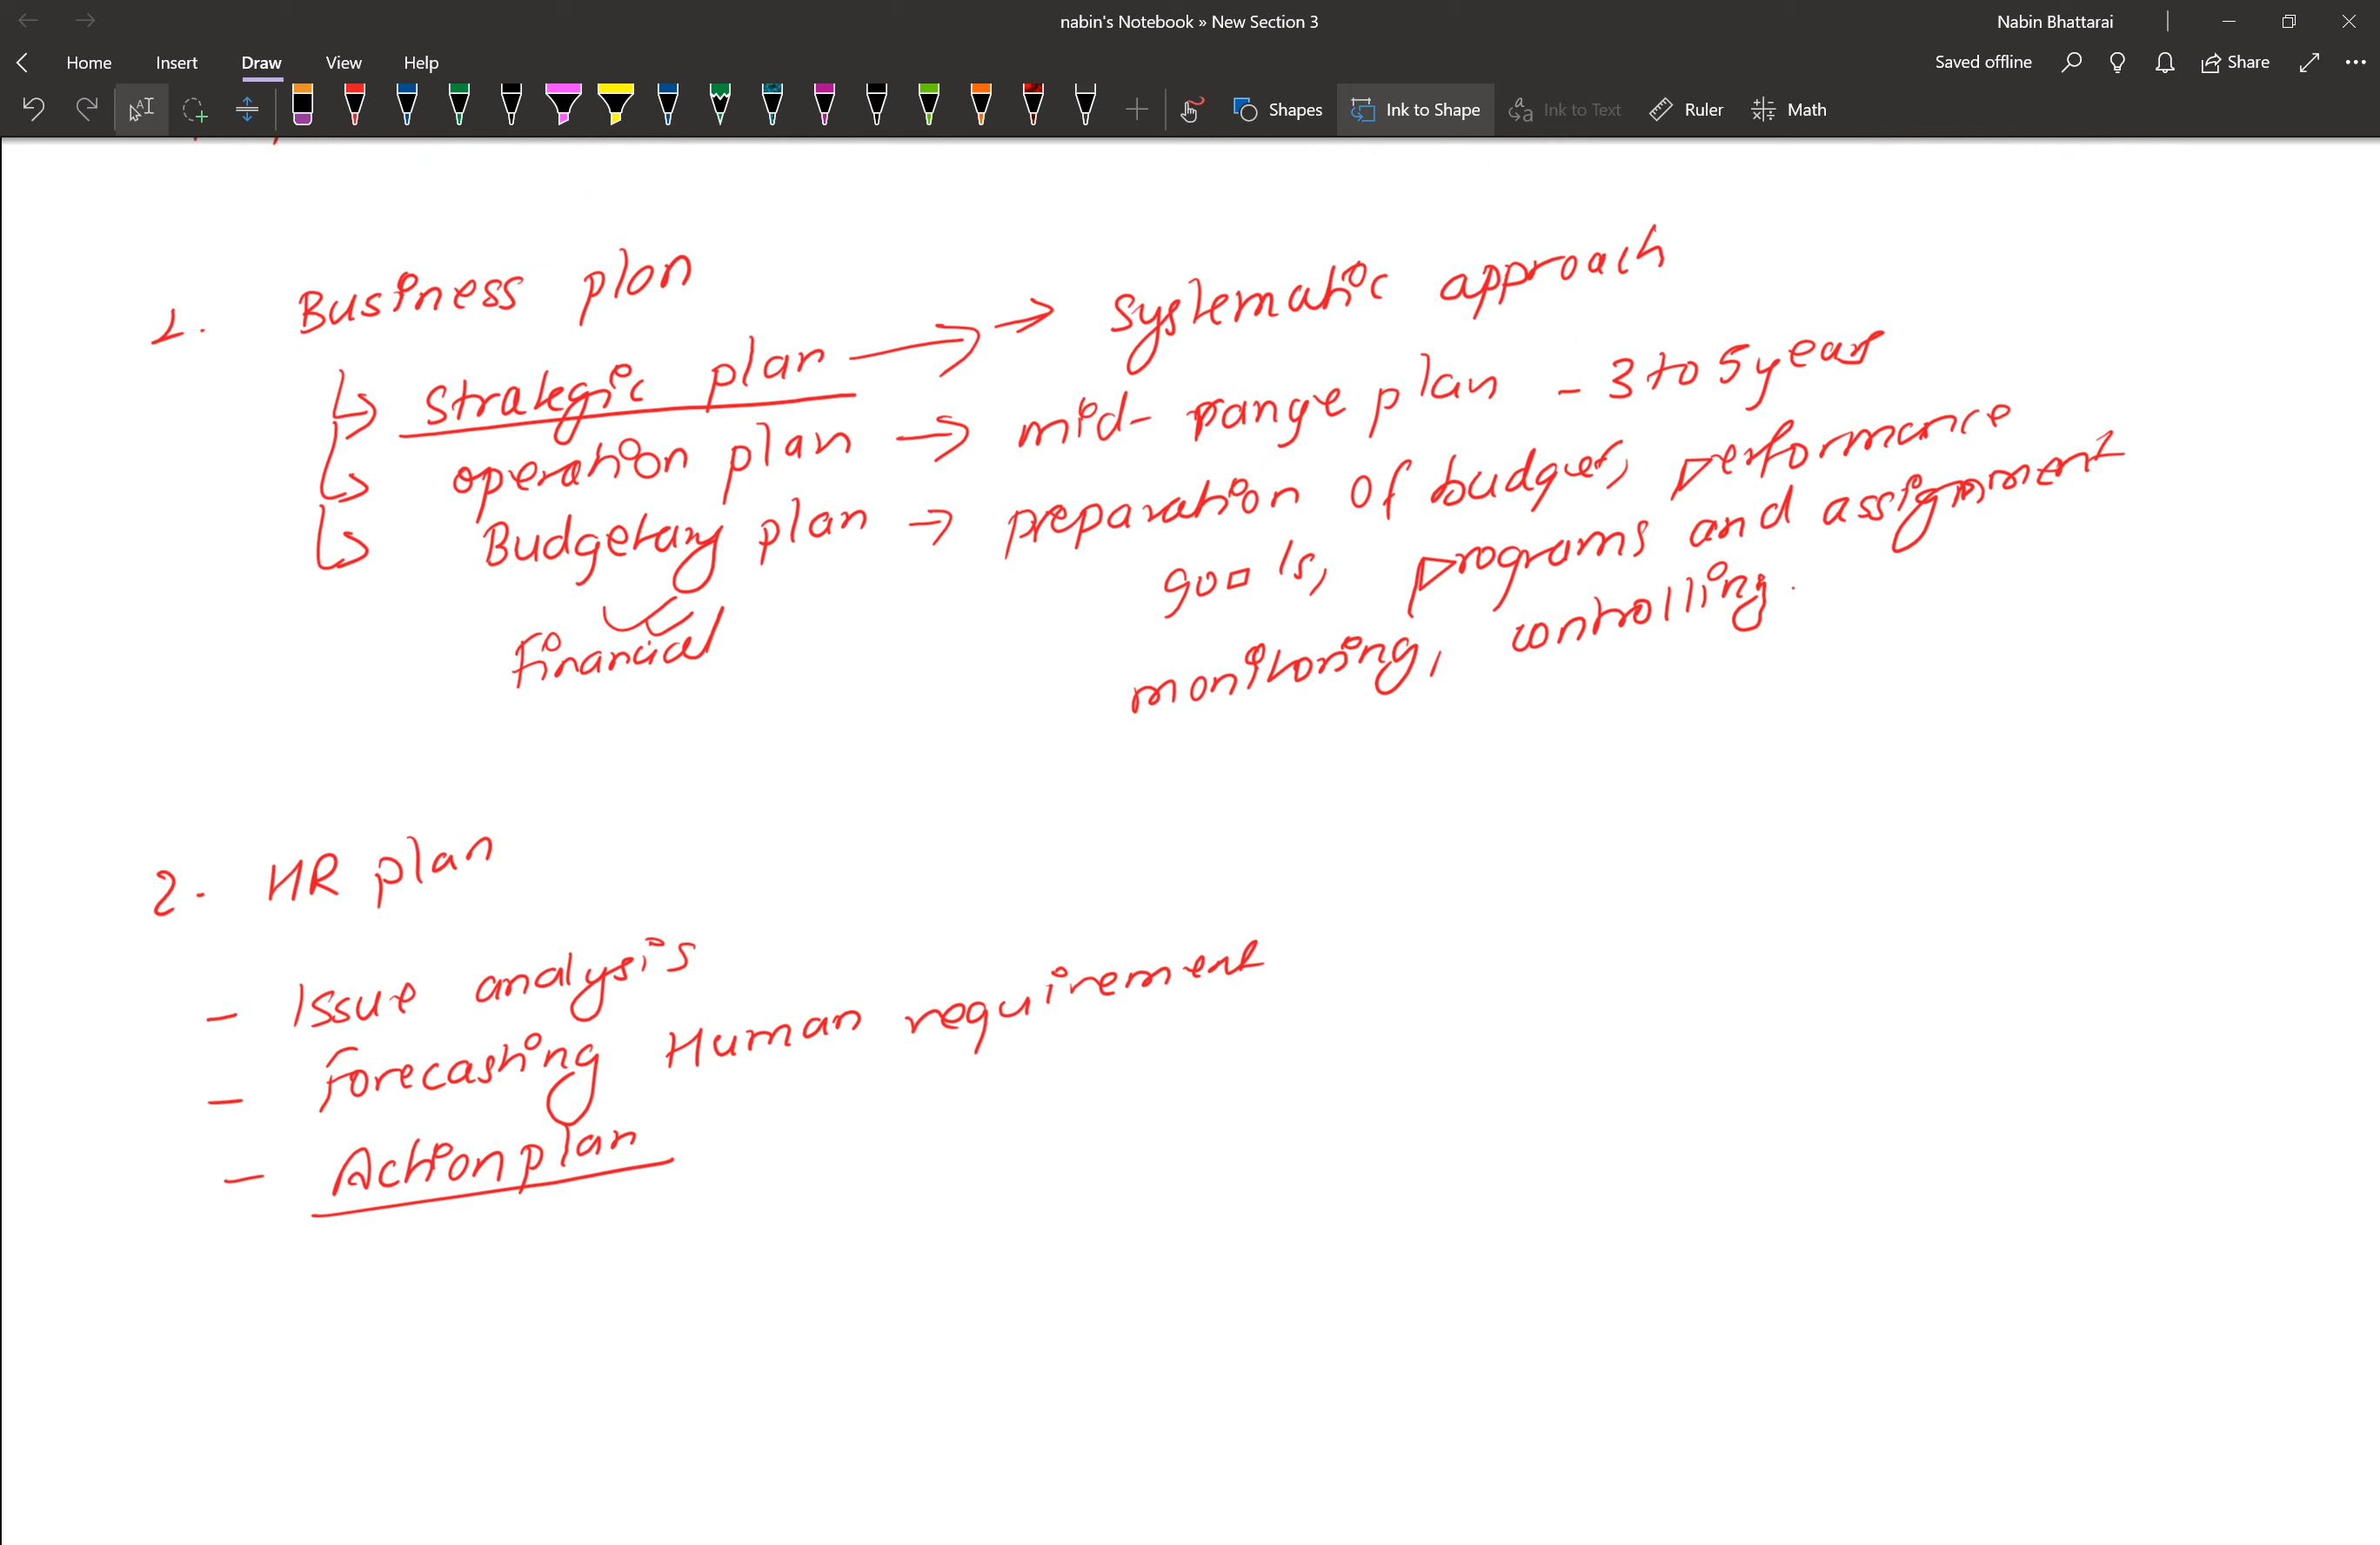 nabin's Notebook » New Section 3
Nabin Bhattarai
Home Insert Draw View Help
Saved offline
Share
Shapes Ink to Shape Ink to Text Ruler Math
1. Business plan → systematic approach
strategic plan
operation plan → mid-range plan - 3 to 5 years
Budgetary plan → preparation of budget, performance
goals, programs and assignment
Financial
monitoring, controlling.
2. HR plan
- Issue analysis
- Forecasting Human requirement
- Action plan